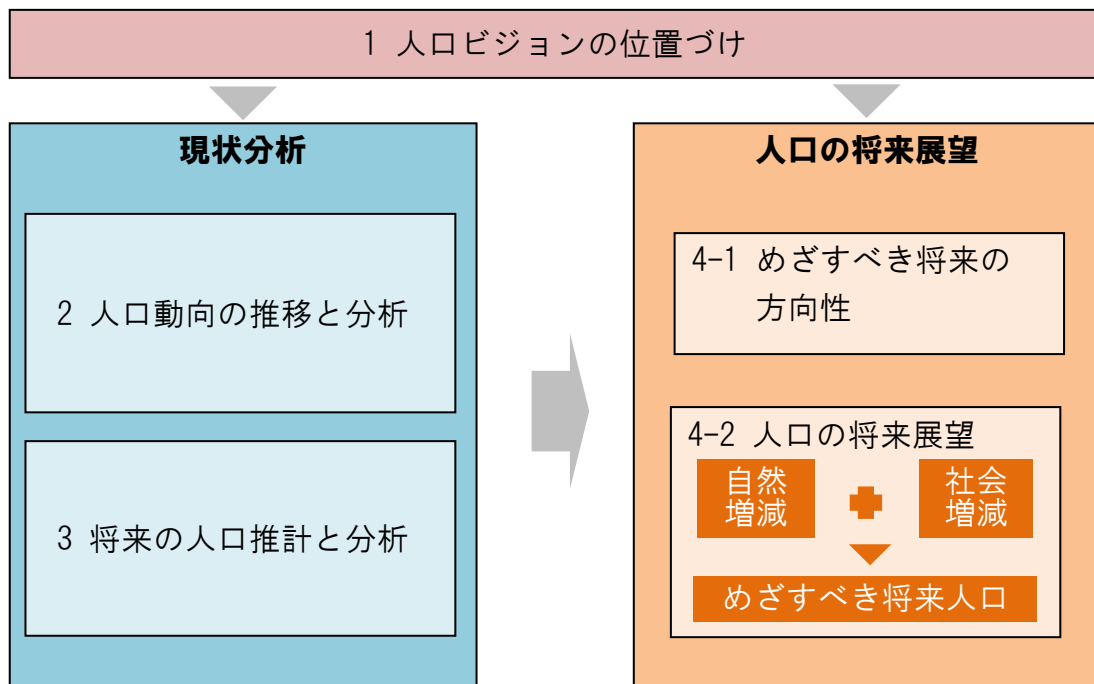 1 人口ビジョンの位置づけ
現状分析
2 人口動向の推移と分析
3 将来の人口推計と分析
人口の将来展望
4-1 めざすべき将来の
方向性
4-2 人口の将来展望
自然
増減
社会
増減
めざすべき将来人口